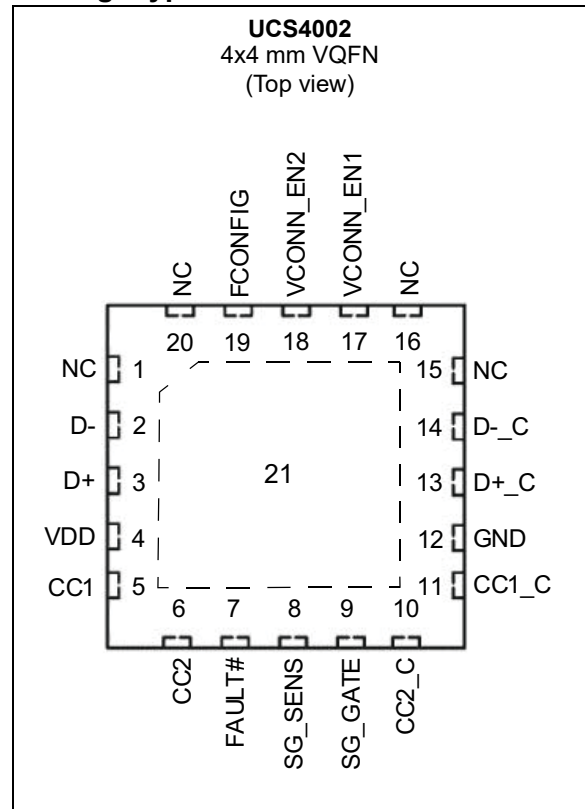 UCS4002
4x4 mm VQFN
(Top view)
NC
FCONFIG
VCONN_EN2
VCONN_EN1
NC
20 19 18 17 16
NC 1 15 NC
D- 2 14 D-_C
D+ 3 21 13 D+_C
VDD 4 12 GND
CC1 5 11 CC1_C
6 7 8 9 10
CC2
FAULT#
SG_SENS
SG_GATE
CC2_C